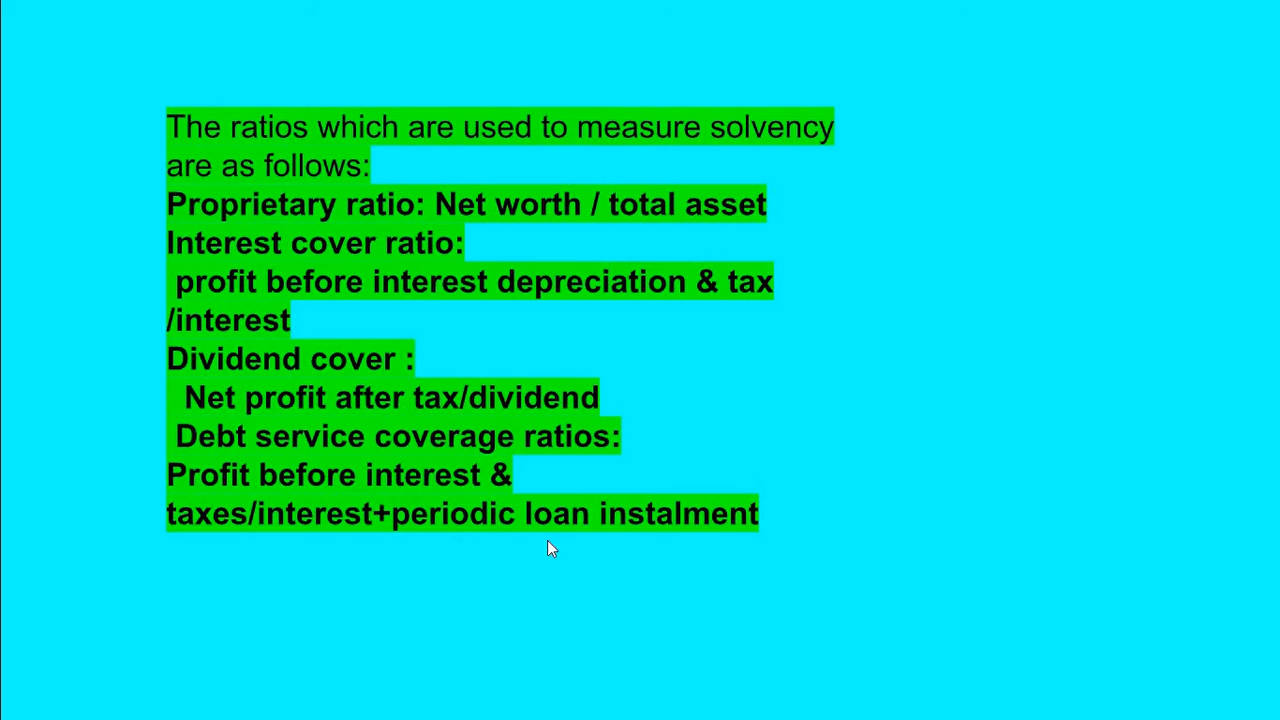 The ratios which are used to measure solvency
are as follows:
Proprietary ratio: Net worth / total asset
Interest cover ratio:
profit before interest depreciation & tax
/interest
Dividend cover :
Net profit after tax/dividend
Debt service coverage ratios:
Profit before interest &
taxes/interest+periodic loan instalment